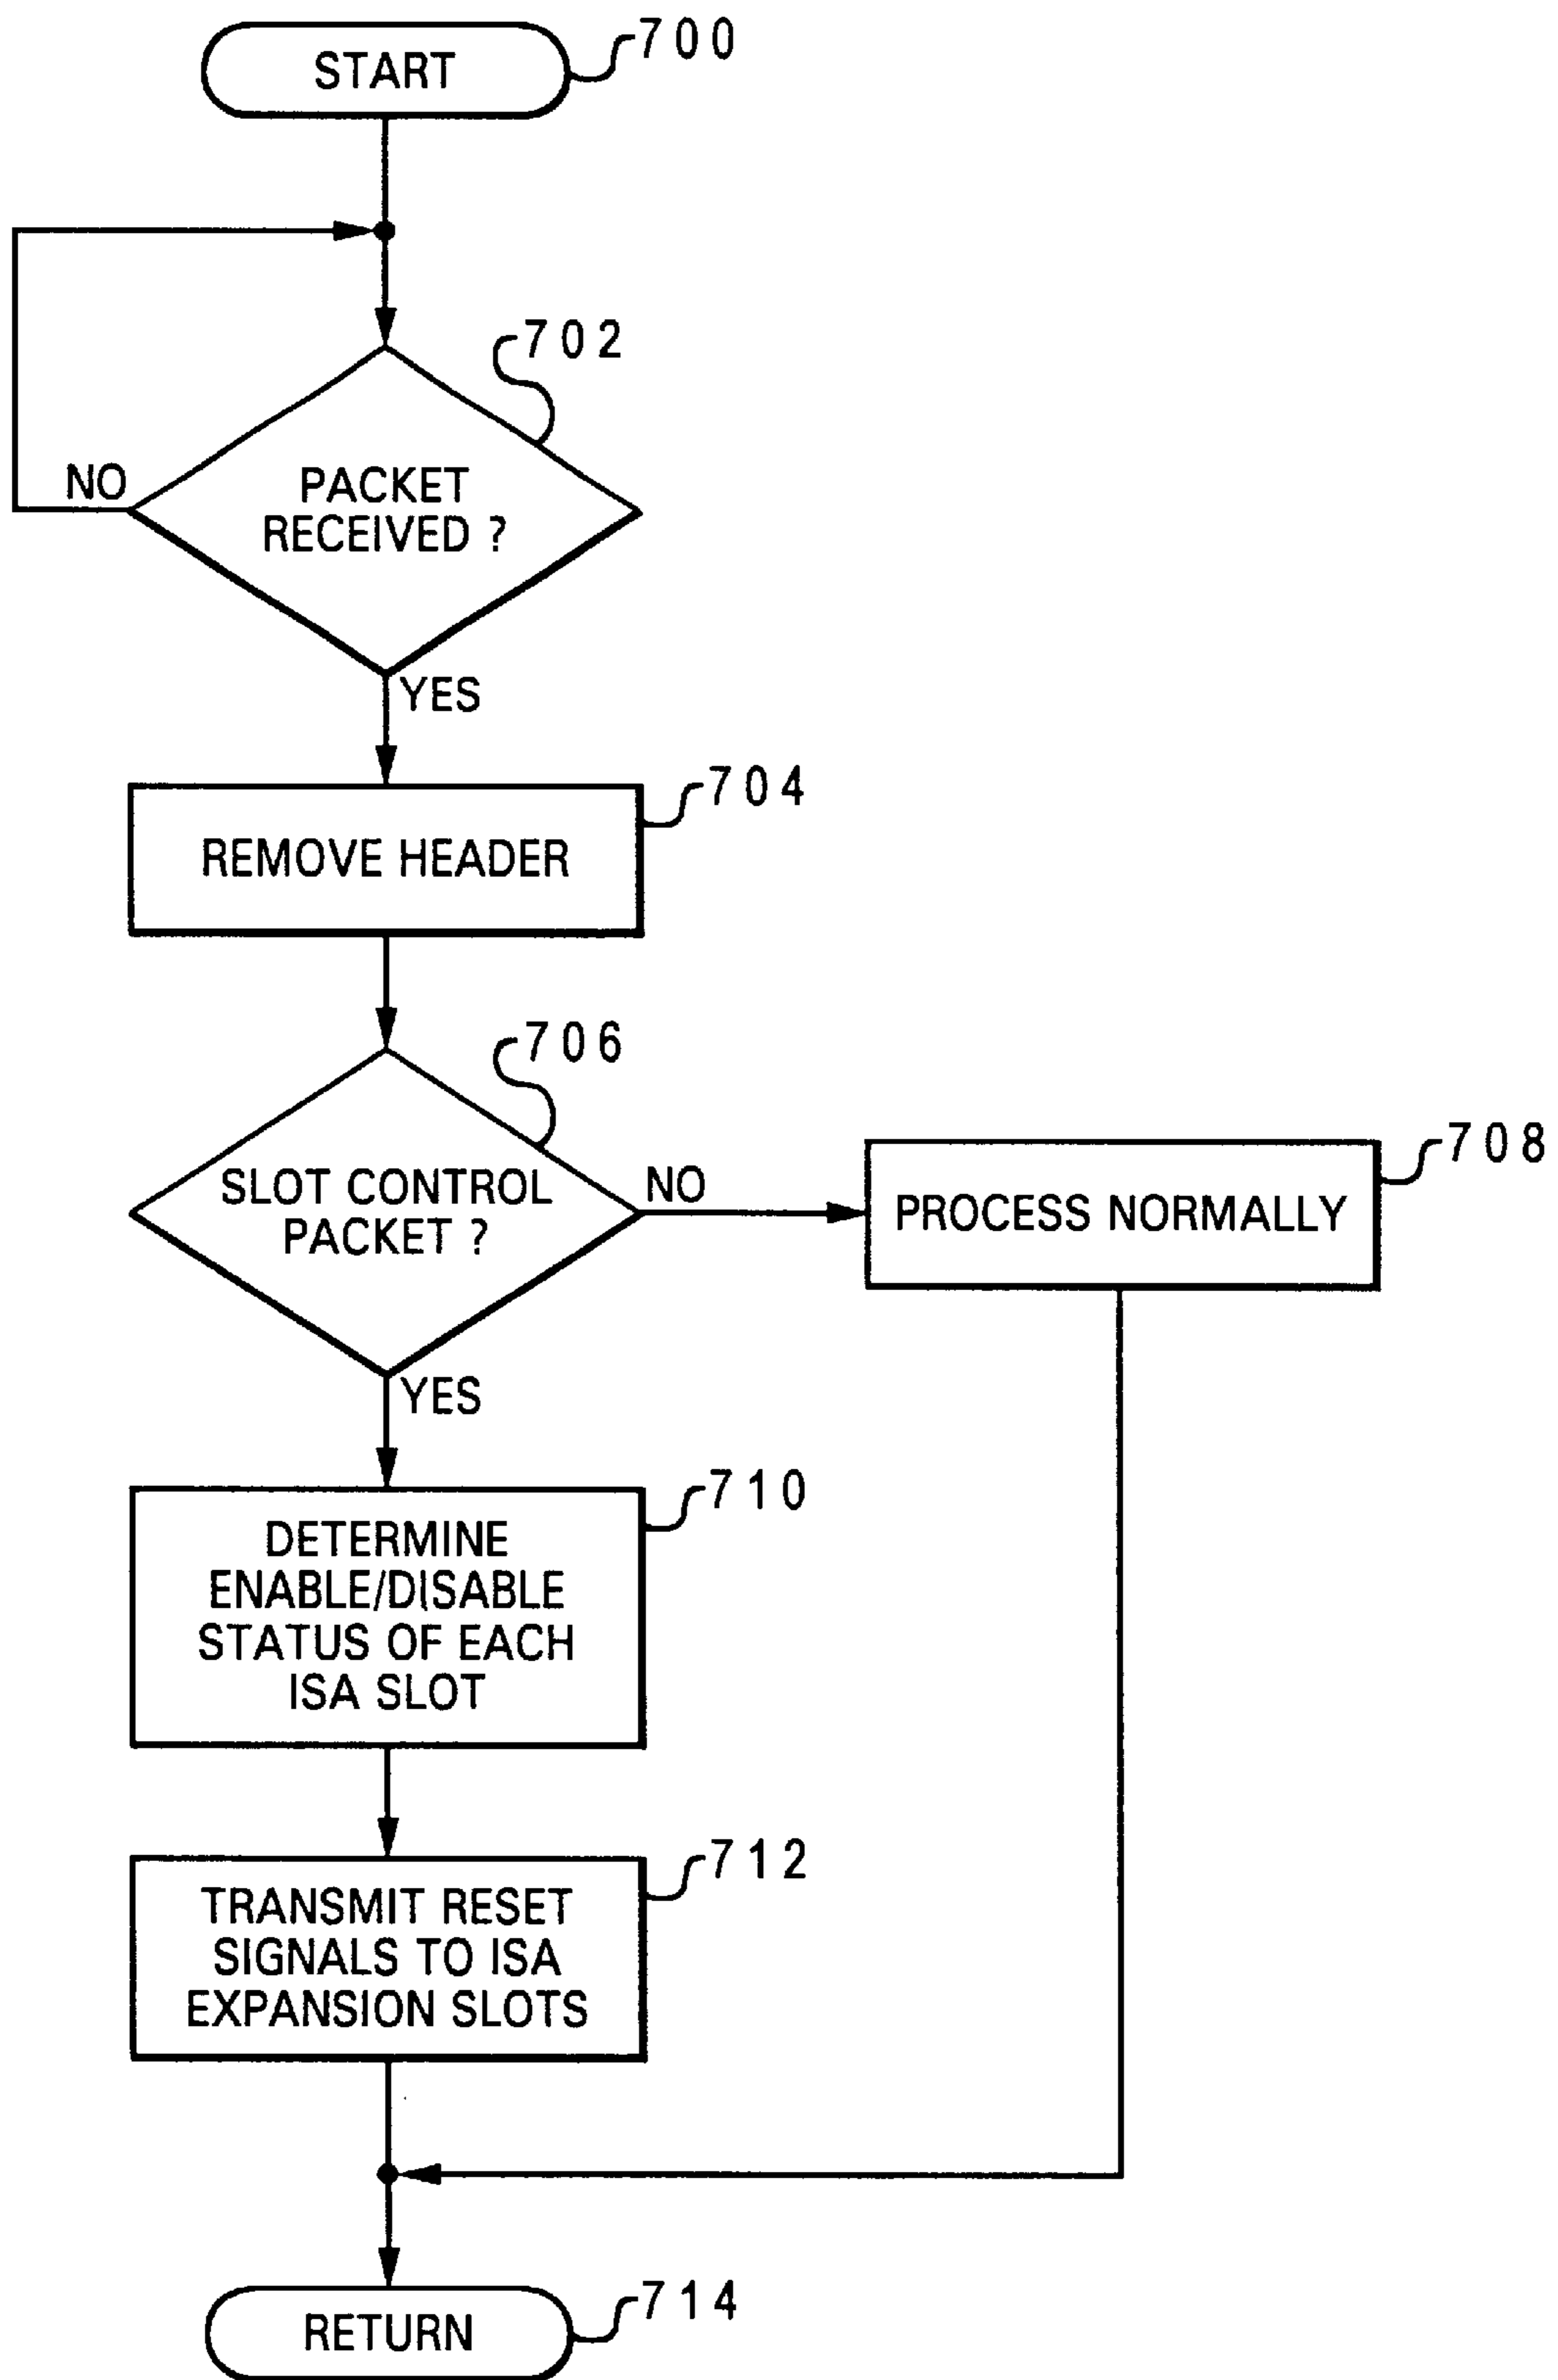 START
700
702
NO
PACKET
RECEIVED ?
YES
704
REMOVE HEADER
706
SLOT CONTROL
PACKET ?
NO
708
PROCESS NORMALLY
YES
710
DETERMINE
ENABLE/DISABLE
STATUS OF EACH
ISA SLOT
712
TRANSMIT RESET
SIGNALS TO ISA
EXPANSION SLOTS
RETURN
714